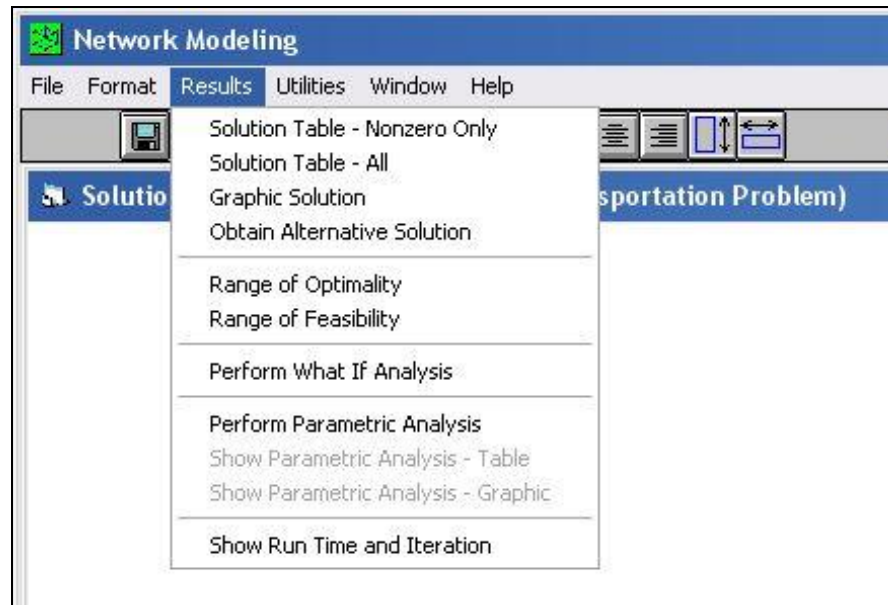 Network Modeling
File Format Results Utilities Window Help
Solution Table - Nonzero Only
Solution Table - All
Graphic Solution
Obtain Alternative Solution
Range of Optimality
Range of Feasibility
Perform What If Analysis
Perform Parametric Analysis
Show Parametric Analysis - Table
Show Parametric Analysis - Graphic
Show Run Time and Iteration
Solutio sportation Problem)